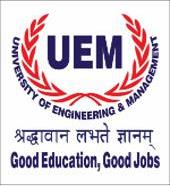 UEM
UNIVERSITY OF ENGINEERING & MANAGEMENT
श्रद्धावान लभते ज्ञानम्
Good Education, Good Jobs